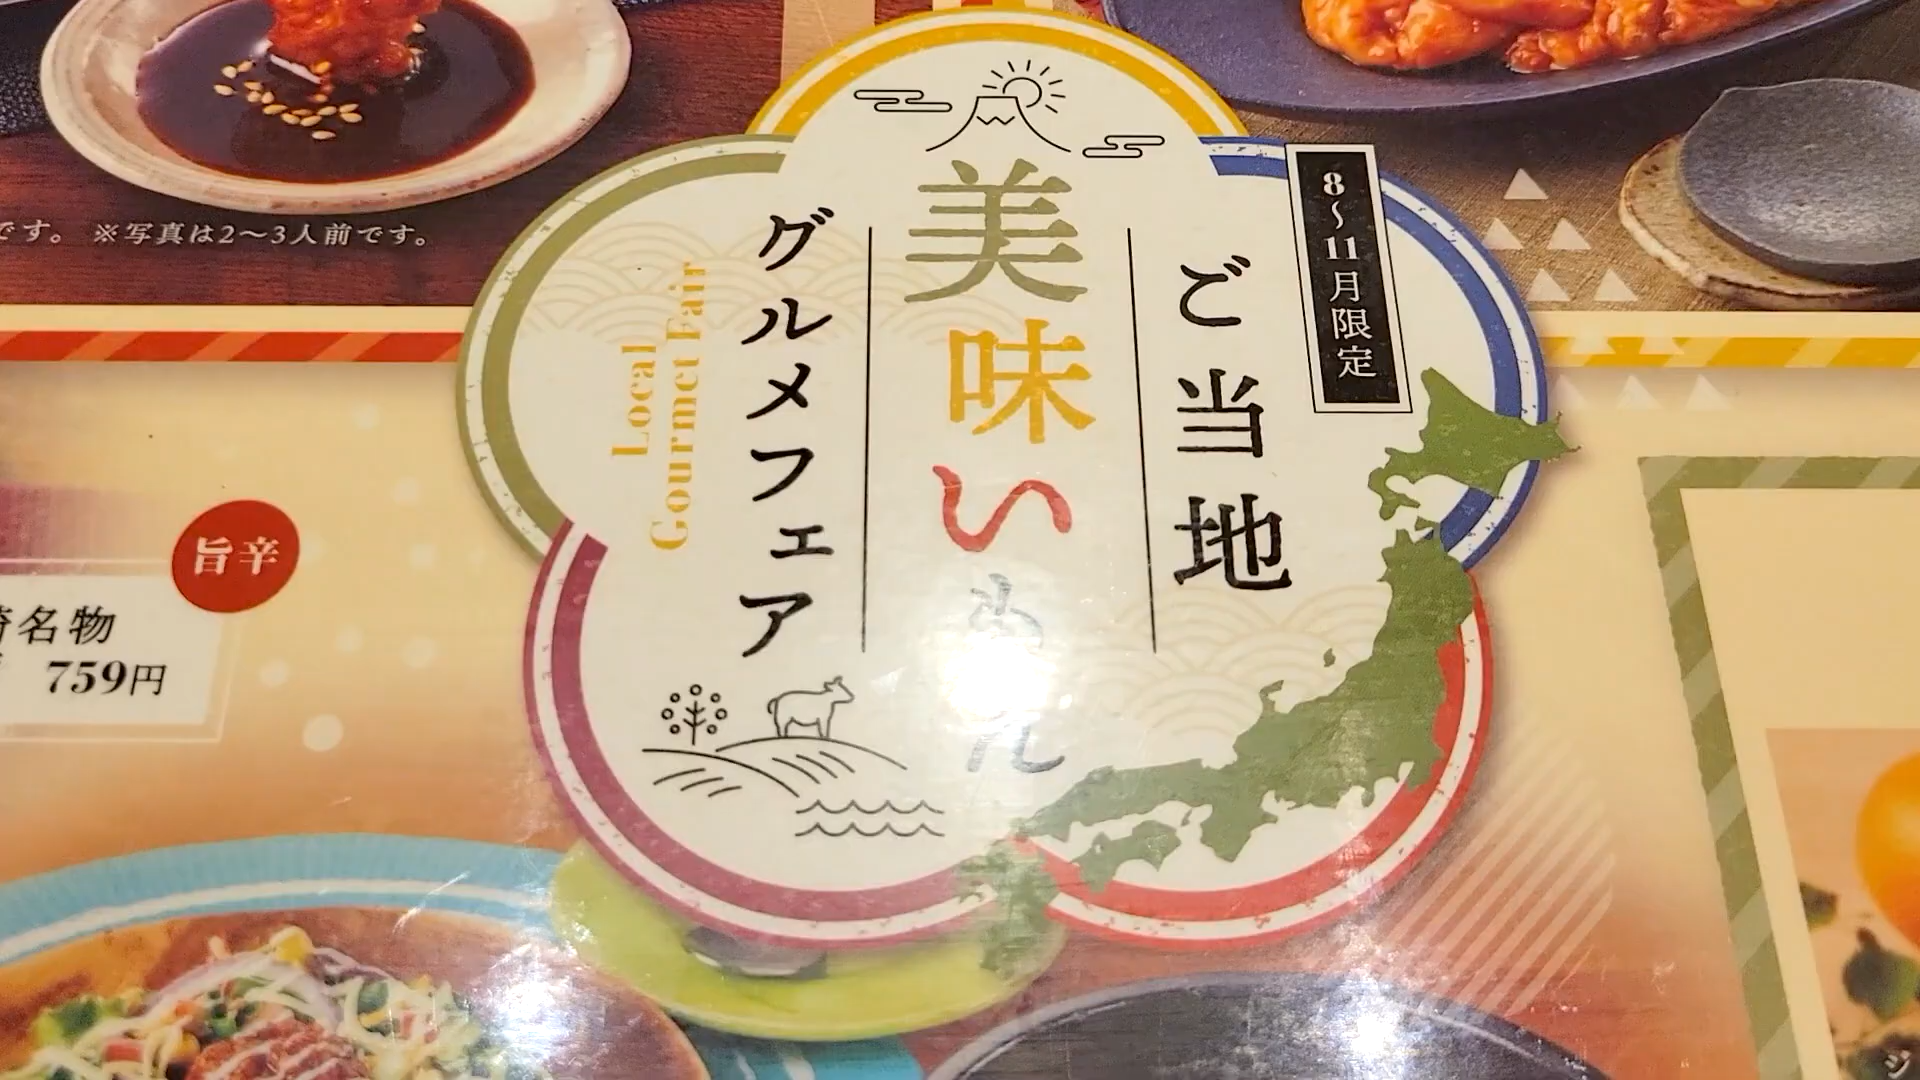 です。 ※写真は2〜3人前です。
8〜11月限定
ご当地
美味いもん
グルメフェア
Local
Gourmet Fair
旨辛
名物
759円